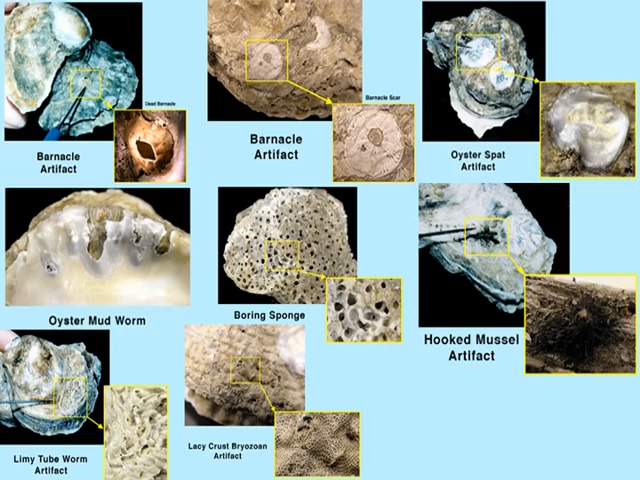 Dead Barnacle
Barnacle
Artifact
Barnacle Scar
Barnacle
Artifact
Oyster Spat
Artifact
Oyster Mud Worm
Boring Sponge
Hooked Mussel
Artifact
Limy Tube Worm
Artifact
Lacy Crust Bryozoan
Artifact